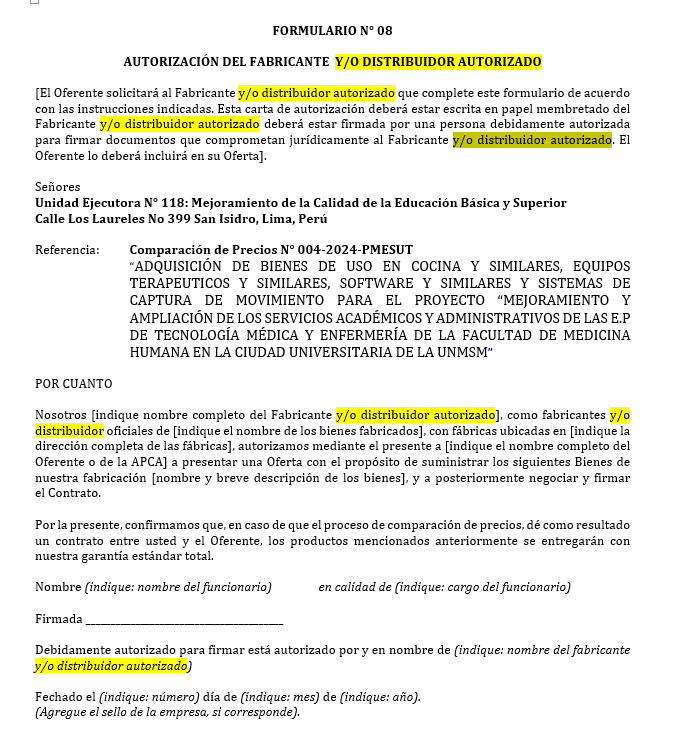 FORMULARIO N° 08
AUTORIZACIÓN DEL FABRICANTE Y/O DISTRIBUIDOR AUTORIZADO
[El Oferente solicitará al Fabricante y/o distribuidor autorizado que complete este formulario de acuerdo
con las instrucciones indicadas. Esta carta de autorización deberá estar escrita en papel membretado del
Fabricante y/o distribuidor autorizado deberá estar firmada por una persona debidamente autorizada
para firmar documentos que comprometan jurídicamente al Fabricante y/o distribuidor autorizado. El
Oferente lo deberá incluirá en su Oferta].
Señores
Unidad Ejecutora N° 118: Mejoramiento de la Calidad de la Educación Básica y Superior
Calle Los Laureles No 399 San Isidro, Lima, Perú
Referencia: Comparación de Precios N° 004-2024-PMESUT
“ADQUISICIÓN DE BIENES DE USO EN COCINA Y SIMILARES, EQUIPOS
TERAPEUTICOS Y SIMILARES, SOFTWARE Y SIMILARES Y SISTEMAS DE
CAPTURA DE MOVIMIENTO PARA EL PROYECTO “MEJORAMIENTO Y
AMPLIACIÓN DE LOS SERVICIOS ACADÉMICOS Y ADMINISTRATIVOS DE LAS E.P
DE TECNOLOGÍA MÉDICA Y ENFERMERÍA DE LA FACULTAD DE MEDICINA
HUMANA EN LA CIUDAD UNIVERSITARIA DE LA UNMSM”
POR CUANTO
Nosotros [indique nombre completo del Fabricante y/o distribuidor autorizado], como fabricantes y/o
distribuidor oficiales de [indique el nombre de los bienes fabricados], con fábricas ubicadas en [indique la
dirección completa de las fábricas], autorizamos mediante el presente a [indique el nombre completo del
Oferente o de la APCA] a presentar una Oferta con el propósito de suministrar los siguientes Bienes de
nuestra fabricación [nombre y breve descripción de los bienes], y a posteriormente negociar y firmar
el Contrato.
Por la presente, confirmamos que, en caso de que el proceso de comparación de precios, dé como resultado
un contrato entre usted y el Oferente, los productos mencionados anteriormente se entregarán con
nuestra garantía estándar total.
Nombre (indique: nombre del funcionario) en calidad de (indique: cargo del funcionario)
Firmada ______________________________________
Debidamente autorizado para firmar está autorizado por y en nombre de (indique: nombre del fabricante
y/o distribuidor autorizado)
Fechado el (indique: número) día de (indique: mes) de (indique: año).
(Agregue el sello de la empresa, si corresponde).